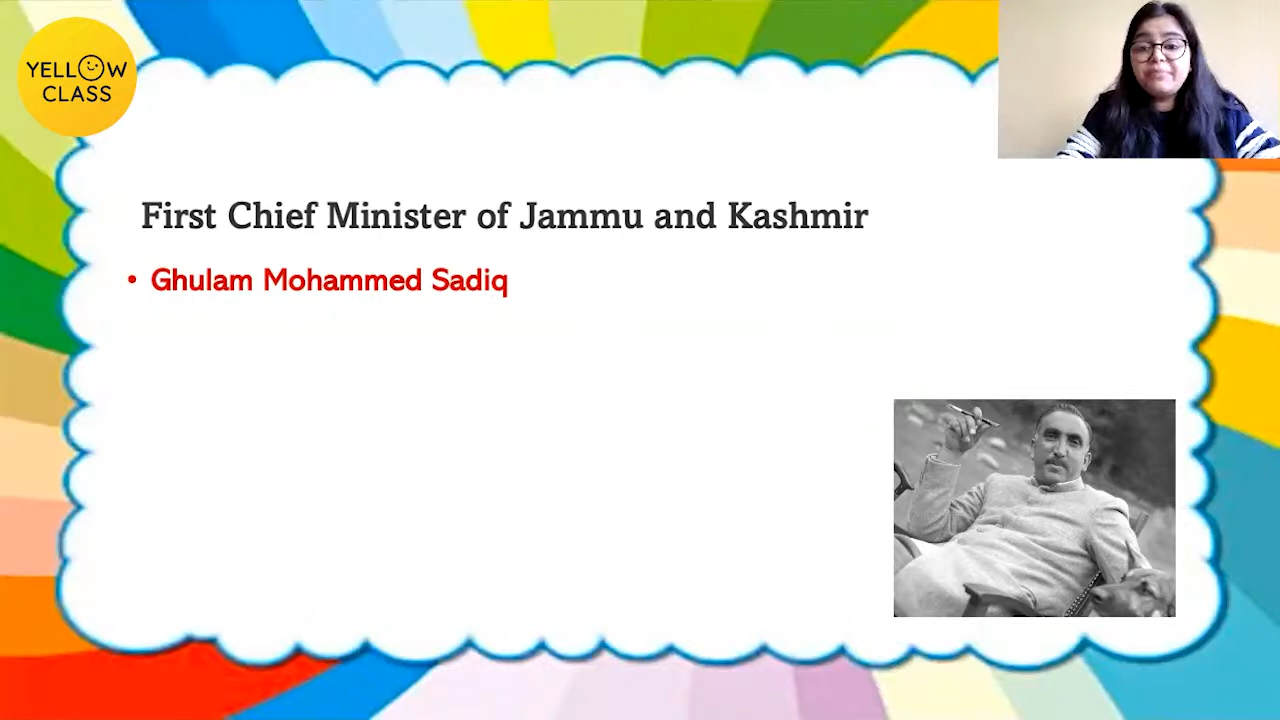 YELLOW
CLASS
First Chief Minister of Jammu and Kashmir
• Ghulam Mohammed Sadiq